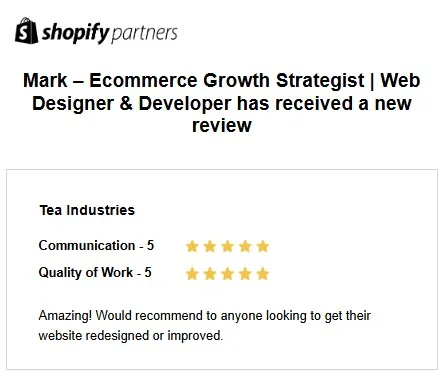 shopify partners
Mark – Ecommerce Growth Strategist | Web
Designer & Developer has received a new
review
Tea Industries
Communication - 5
Quality of Work - 5
Amazing! Would recommend to anyone looking to get their
website redesigned or improved.